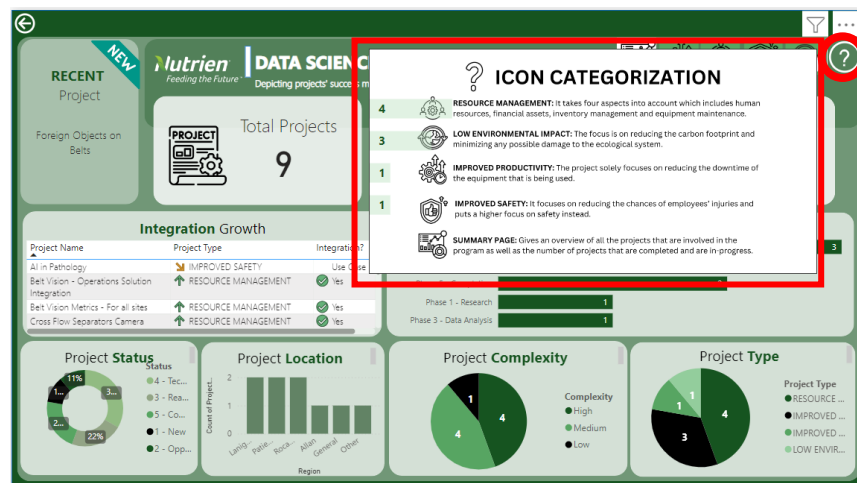 NEW
RECENT
Project
Foreign Objects on
Belts
Nutrien
Feeding the Future
DATA SCIENC
Depicting projects' success m
PROJECT
Total Projects
9
?
? ICON CATEGORIZATION
4
RESOURCE MANAGEMENT: It takes four aspects into account which includes human
resources, financial assets, inventory management and equipment maintenance.
3
LOW ENVIRONMENTAL IMPACT: The focus is on reducing the carbon footprint and
minimizing any possible damage to the ecological system.
1
IMPROVED PRODUCTIVITY: The project solely focuses on reducing the downtime of
the equipment that is being used.
1
IMPROVED SAFETY: It focuses on reducing the chances of employees' injuries and
puts a higher focus on safety instead.
SUMMARY PAGE: Gives an overview of all the projects that are involved in the
program as well as the number of projects that are completed and are in-progress.
Integration Growth
Project Name Project Type Integration?
AI in Pathology IMPROVED SAFETY Use Case
Belt Vision - Operations Solution RESOURCE MANAGEMENT Yes
Integration
Belt Vision Metrics - For all sites RESOURCE MANAGEMENT Yes
Cross Flow Separators Camera RESOURCE MANAGEMENT Yes
3
Phase 1 - Research 1
Phase 3 - Data Analysis 1
Project Status
Status
11%
1...
3...
2...
22%
4 - Tec...
3 - Rea...
5 - Co...
1 - New
2 - Opp...
Project Location
Count of Project...
2
1
0
Lanig...
Patie...
Roca...
Allan
General
Other
Region
Project Complexity
1
4
4
Complexity
High
Medium
Low
Project Type
1
1
4
3
Project Type
RESOURCE ...
IMPROVED ...
IMPROVED ...
LOW ENVIR...